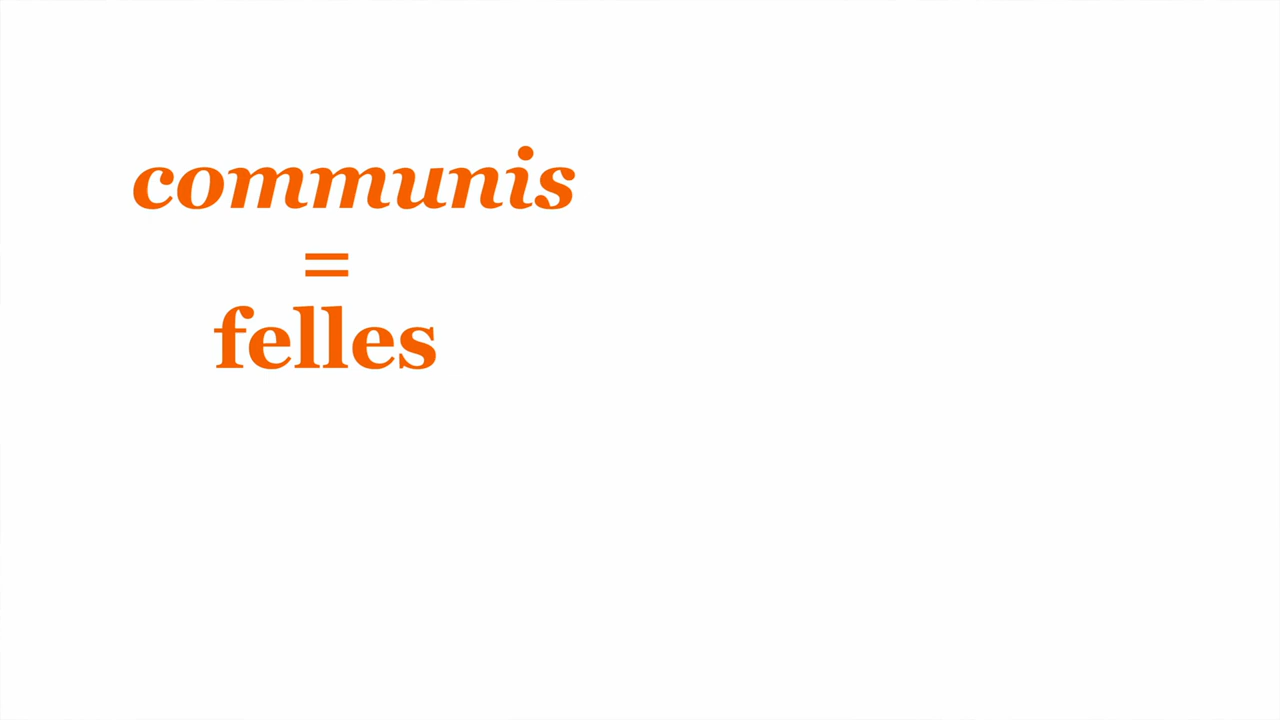 communis
=
felles